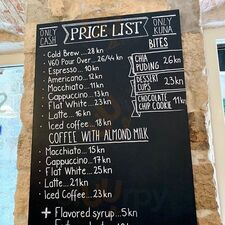 ONLY CASH
PRICE LIST
ONLY KUNA
• Cold Brew...28 kn
• V60 Pour Over...26/44 kn
• Espresso...10 kn
• Americano...12 kn
• Macchiato...11 kn
• Cappuccino...13 kn
• Flat White...23 kn
• Latte...16 kn
• Iced coffee...18 kn
BITES
CHIA PUDING 26 kn
DESSERT CUPS 23 kn
CHOCOLATE CHIP COOKIE 11 kn
COFFEE WITH ALMOND MILK
• Macchiato...15 kn
• Cappuccino...17 kn
• Flat White...25 kn
• Latte...21 kn
• Iced Coffee...23 kn
+ Flavored syrup...5 kn